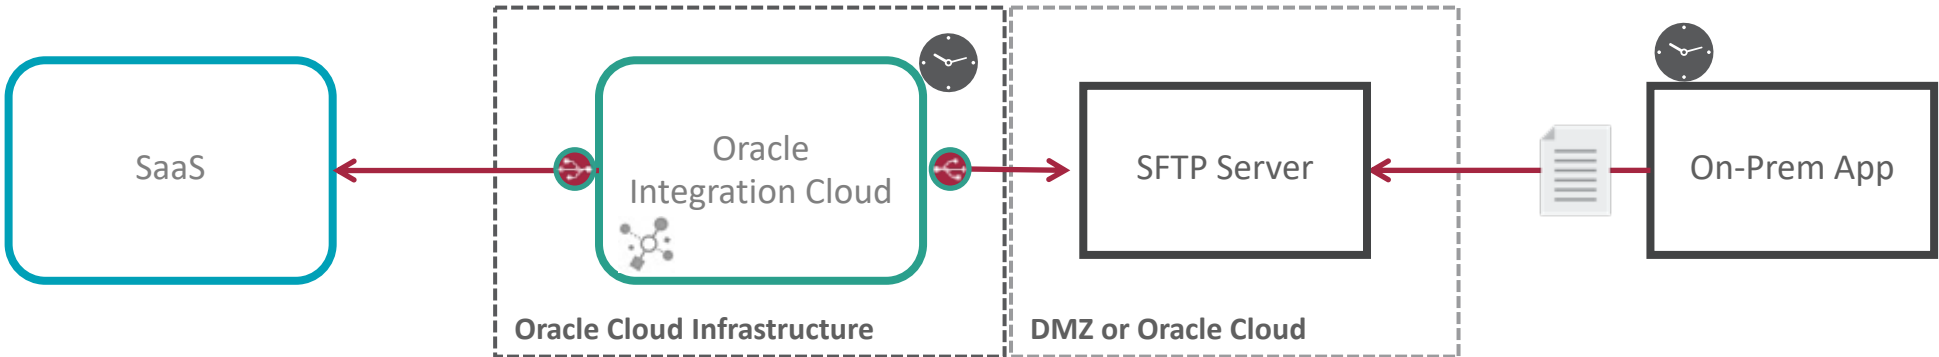 SaaS
Oracle
Integration Cloud
SFTP Server
On-Prem App
Oracle Cloud Infrastructure
DMZ or Oracle Cloud